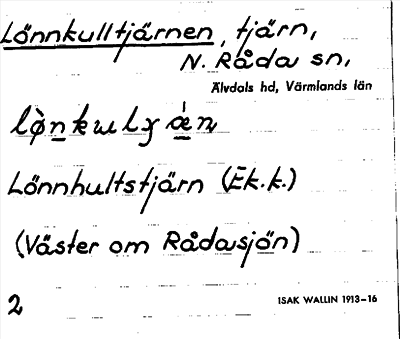 Lönnkulltjärnen, tjärn,
N. Råda sn,
Älvdals hd, Värmlands län
Lönnhultstjärn (Ek.k.)
(Väster om Rådasjön)
2
ISAK WALLIN 1913–16